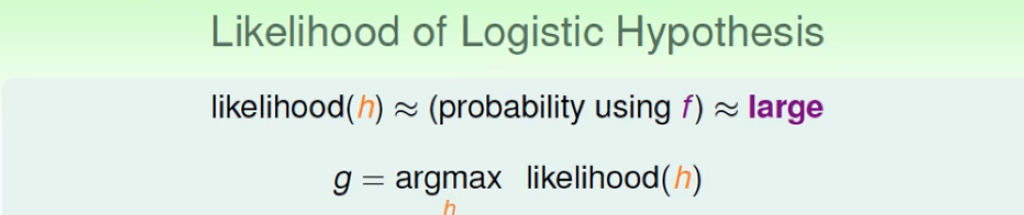 Likelihood of Logistic Hypothesis
likelihood(h) ≈ (probability using f) ≈ large
g = argmax likelihood(h)
h